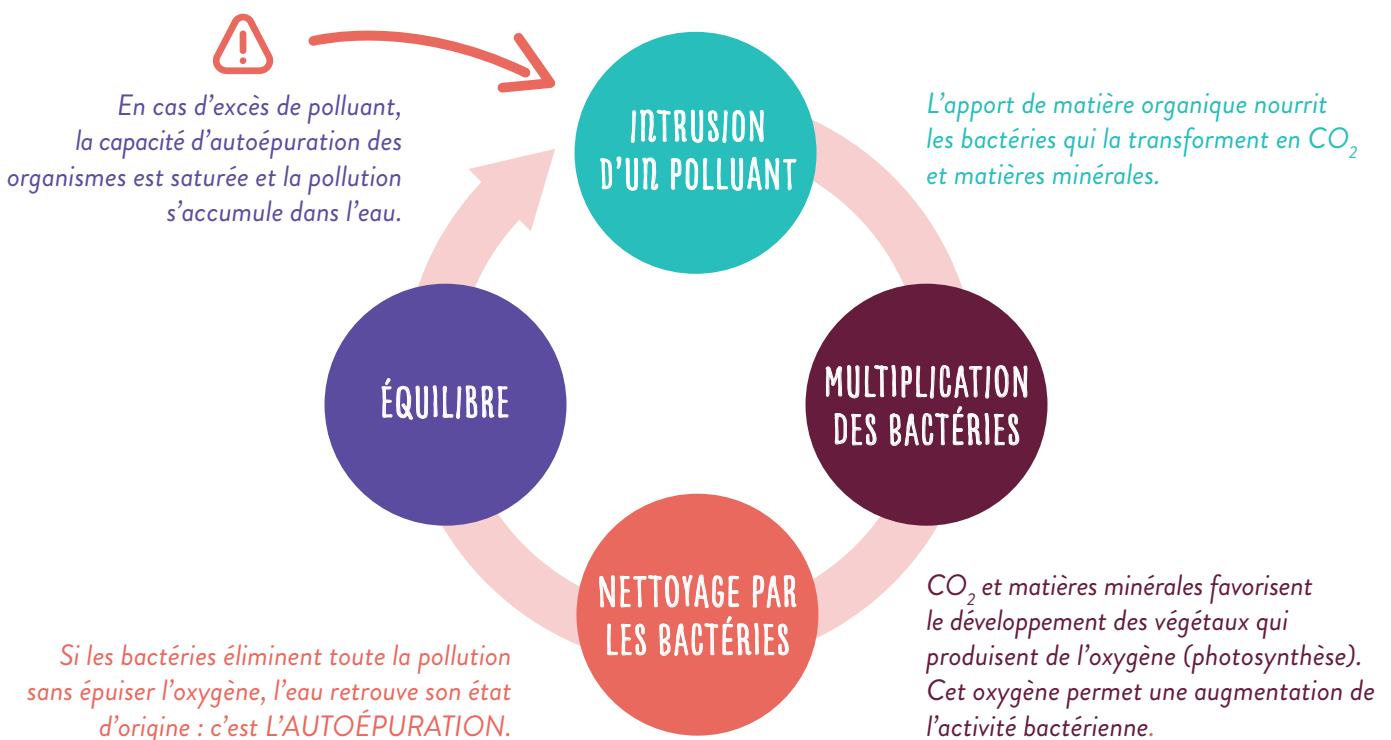 En cas d'excès de polluant,
la capacité d'autoépuration des
organismes est saturée et la pollution
s'accumule dans l'eau.
INTRUSION
D'UN POLLUANT
L'apport de matière organique nourrit
les bactéries qui la transforment en CO₂
et matières minérales.
MULTIPLICATION
DES BACTÉRIES
CO₂ et matières minérales favorisent
le développement des végétaux qui
produisent de l'oxygène (photosynthèse).
Cet oxygène permet une augmentation de
l'activité bactérienne.
NETTOYAGE PAR
LES BACTÉRIES
Si les bactéries éliminent toute la pollution
sans épuiser l'oxygène, l'eau retrouve son état
d'origine : c'est L'AUTOÉPURATION.
ÉQUILIBRE